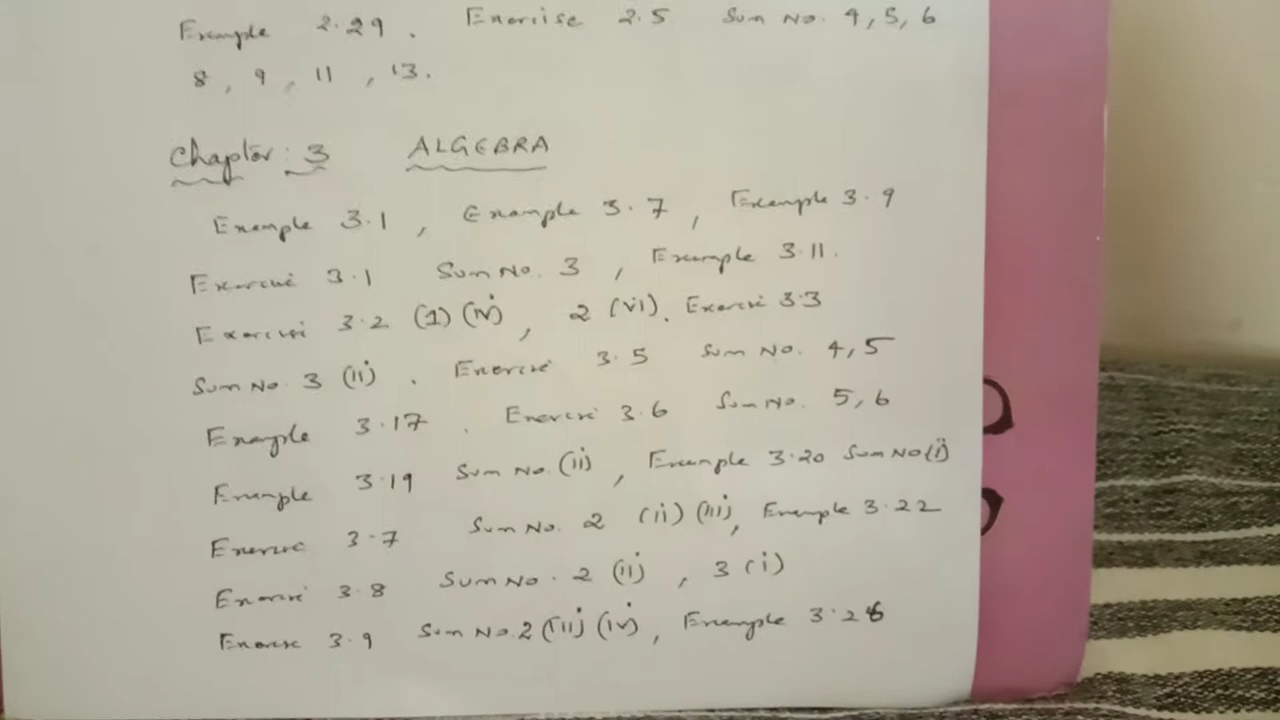 Example 2.29. Exercise 2.5 Sum No. 4, 5, 6
8, 9, 11, 13.
Chapter: 3 ALGEBRA
Example 3.1, Example 3.7, Example 3.9
Exercise 3.1 Sum No. 3, Example 3.11.
Exercise 3.2 (1) (iv), 2 (vi). Exercise 3.3
Sum No. 3 (ii). Exercise 3.5 Sum No. 4, 5
Example 3.17. Exercise 3.6 Sum No. 5, 6
Example 3.19 Sum No. (ii), Example 3.20 Sum No (i)
Exercise 3.7 Sum No. 2 (ii) (iii), Example 3.22
Exercise 3.8 Sum No. 2 (ii), 3 (i)
Exercise 3.9 Sum No. 2 (iii) (iv), Example 3.26